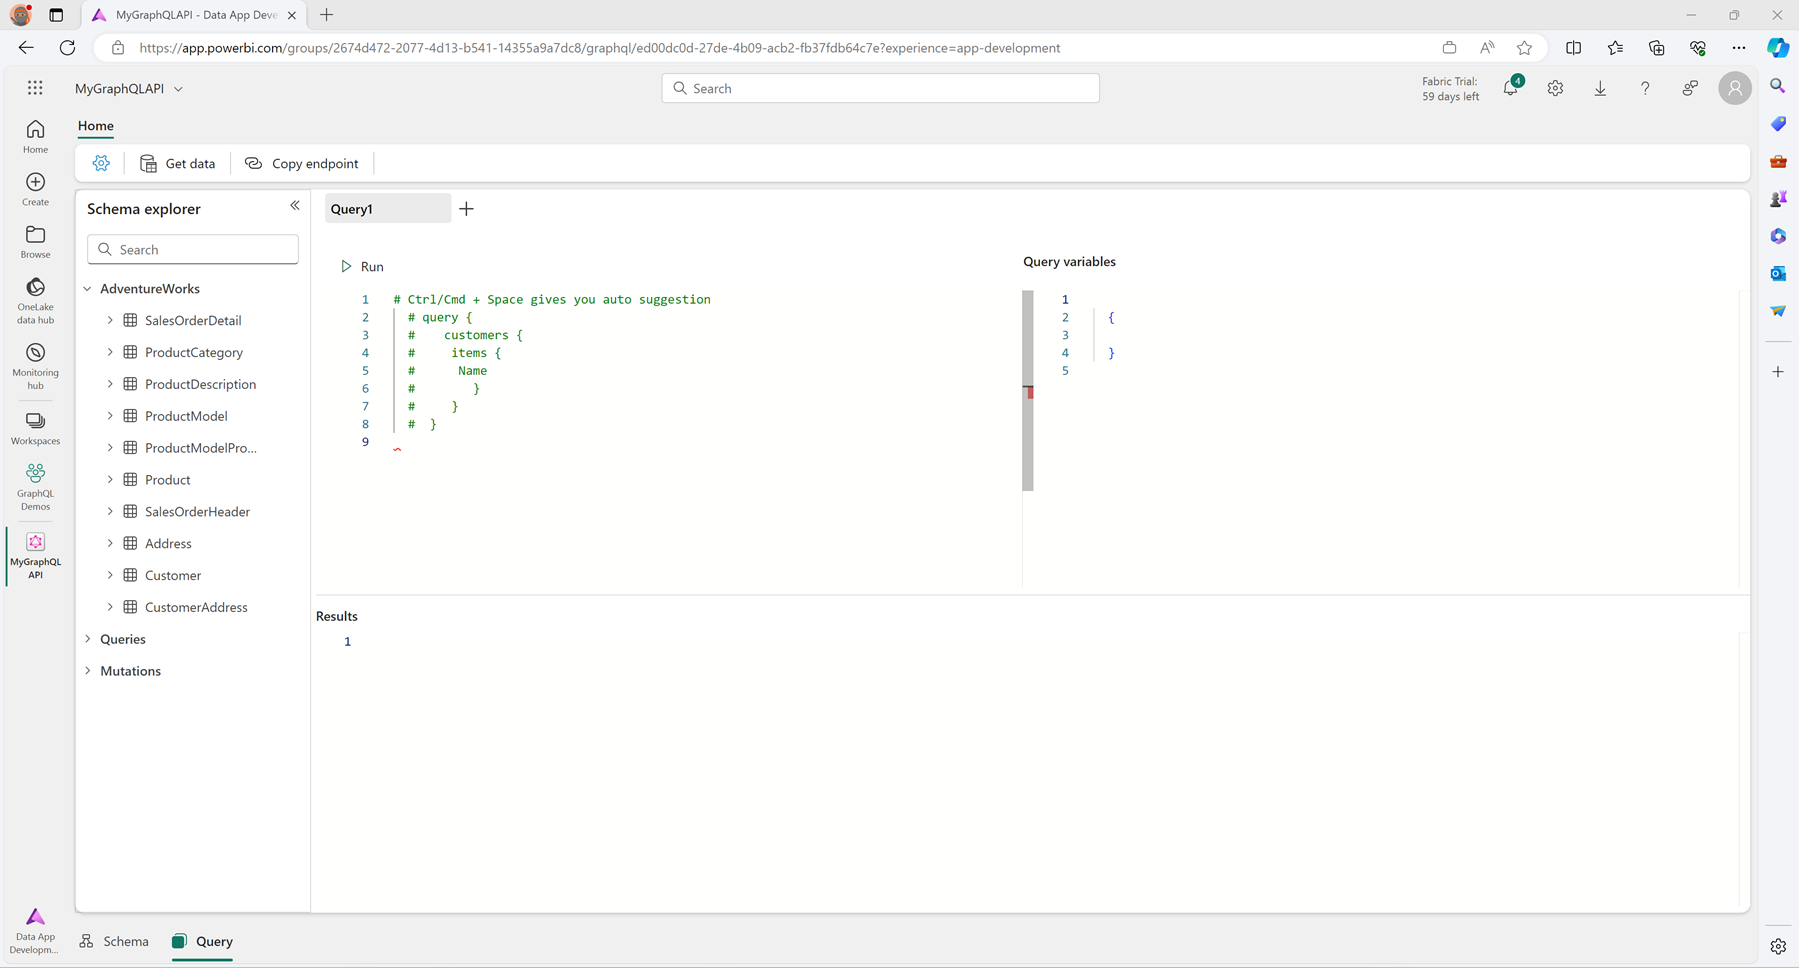 MyGraphQLAPI - Data App Deve
https://app.powerbi.com/groups/2674d472-2077-4d13-b541-14355a9a7dc8/graphql/ed00dc0d-27de-4b09-acb2-fb37fdb64c7e?experience=app-development
MyGraphQLAPI
Search
Fabric Trial:
59 days left
4
Home
Home
Create
Browse
OneLake
data hub
Monitoring
hub
Workspaces
GraphQL
Demos
MyGraphQL
API
Data App
Developm...
Get data
Copy endpoint
Schema explorer
Search
AdventureWorks
SalesOrderDetail
ProductCategory
ProductDescription
ProductModel
ProductModelPro...
Product
SalesOrderHeader
Address
Customer
CustomerAddress
Queries
Mutations
Query1
Run
1 # Ctrl/Cmd + Space gives you auto suggestion
2 # query {
3 # customers {
4 # items {
5 # Name
6 # }
7 # }
8 # }
9
Query variables
1
2 {
3
4 }
5
Results
1
Schema
Query